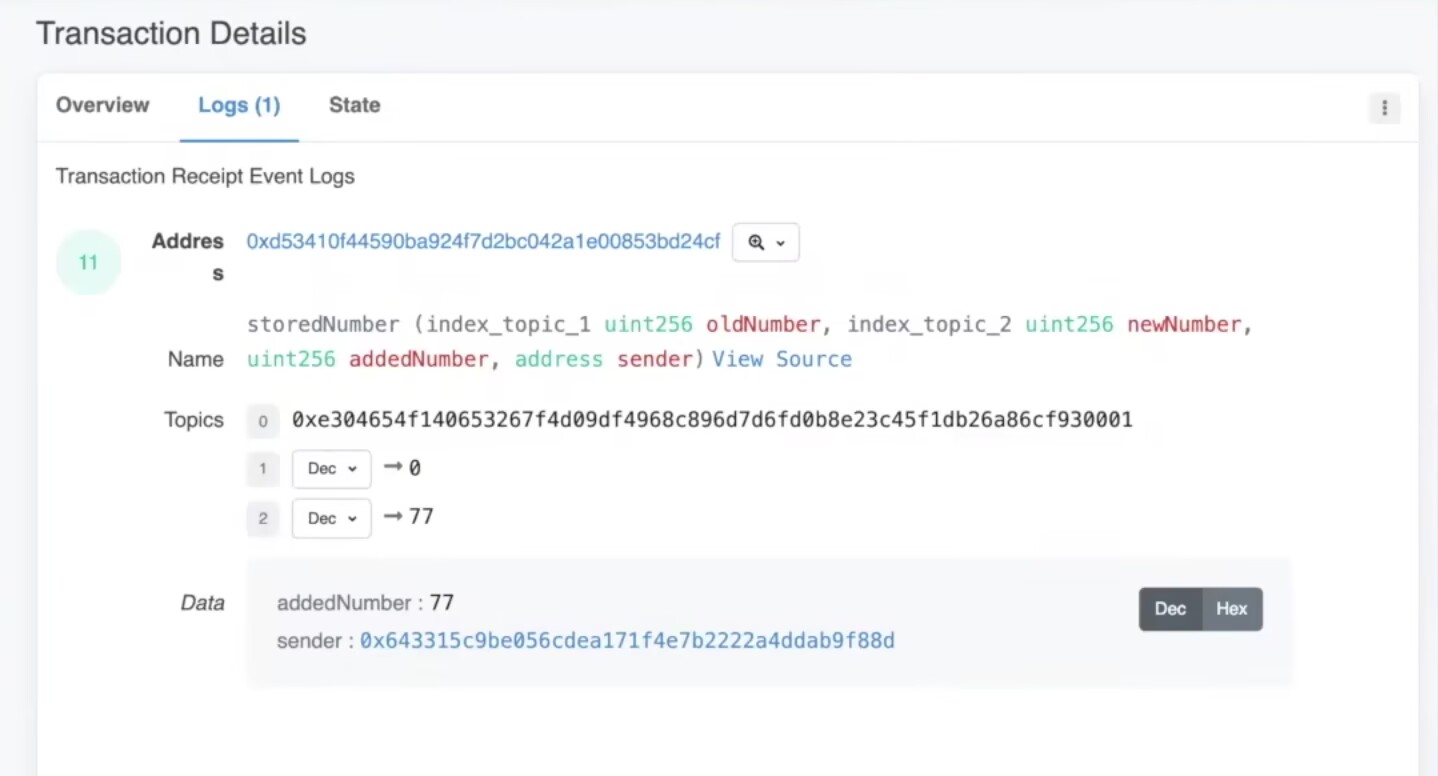 Transaction Details
Overview Logs (1) State
Transaction Receipt Event Logs
11
Addres
s
0xd53410f44590ba924f7d2bc042a1e00853bd24cf
storedNumber (index_topic_1 uint256 oldNumber, index_topic_2 uint256 newNumber,
Name uint256 addedNumber, address sender) View Source
Topics 0 0xe304654f140653267f4d09df4968c896d7d6fd0b8e23c45f1db26a86cf930001
1 Dec → 0
2 Dec → 77
Data addedNumber : 77 Dec Hex
sender : 0x643315c9be056cdea171f4e7b2222a4ddab9f88d